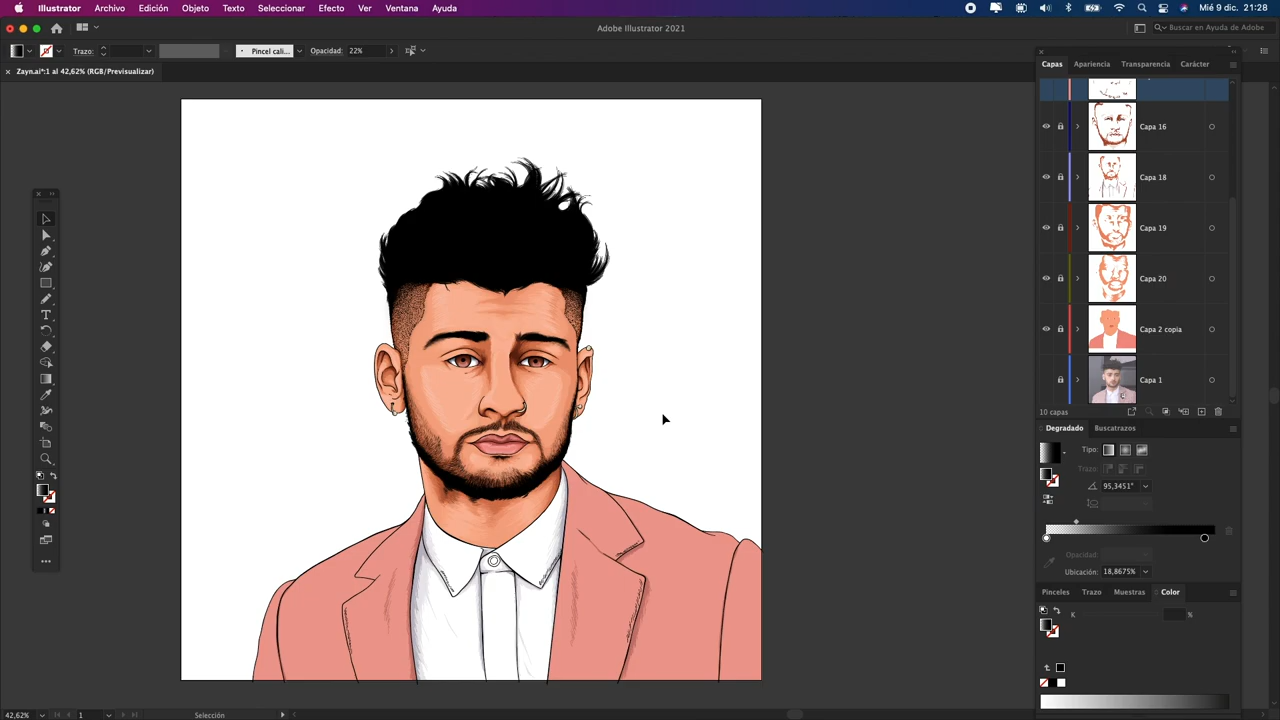 Illustrator Archivo Edición Objeto Texto Seleccionar Efecto Ver Ventana Ayuda Mié 9 dic. 21:28
Adobe Illustrator 2021 Buscar en Ayuda de Adobe
Trazo: Pincel cali... Opacidad: 22%
Zayn.ai*:1 al 42,62% (RGB/Previsualizar)
Capas Apariencia Transparencia Carácter
Capa 16
Capa 18
Capa 19
Capa 20
Capa 2 copia
Capa 1
10 capas
Degradado Buscatrazos
Tipo:
Trazo:
95,3451°
Opacidad:
Ubicación: 18,8675%
Pinceles Trazo Muestras Color
K %
42,62% 1 Selección